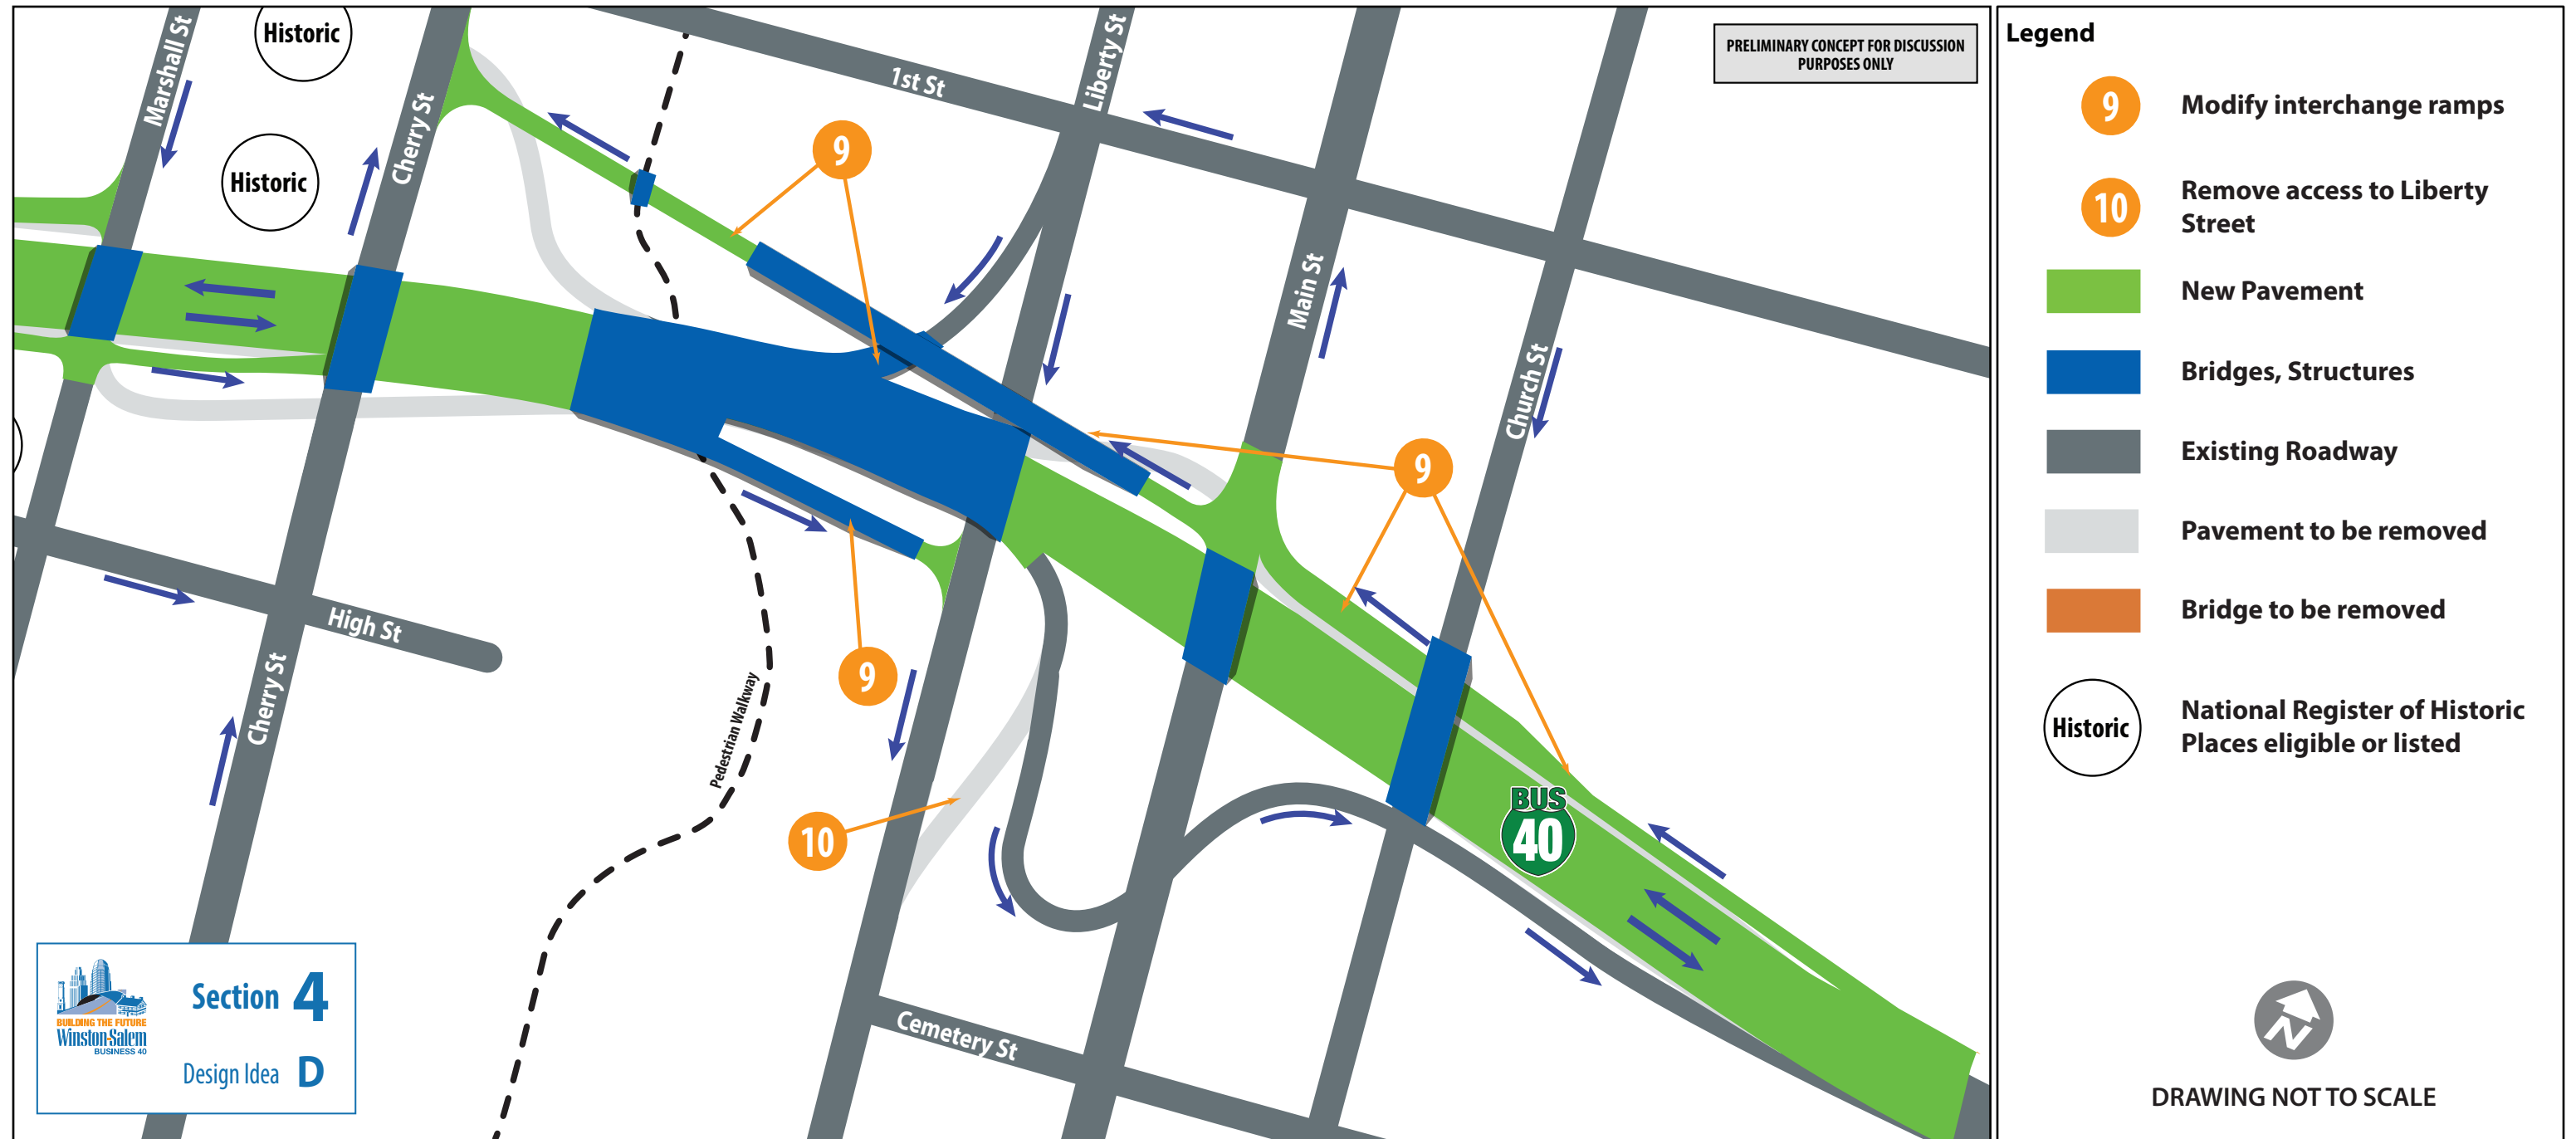 Marshall St
Historic
Cherry St
Historic
1st St
Liberty St
PRELIMINARY CONCEPT FOR DISCUSSION
PURPOSES ONLY
9
Main St
Church St
9
High St
Cherry St
9
Pedestrian Walkway
10
BUS
40
Cemetery St
BUILDING THE FUTURE
Winston-Salem
BUSINESS 40
Section 4
Design Idea D
Legend
9 Modify interchange ramps
10 Remove access to Liberty
Street
New Pavement
Bridges, Structures
Existing Roadway
Pavement to be removed
Bridge to be removed
Historic
National Register of Historic
Places eligible or listed
N
DRAWING NOT TO SCALE